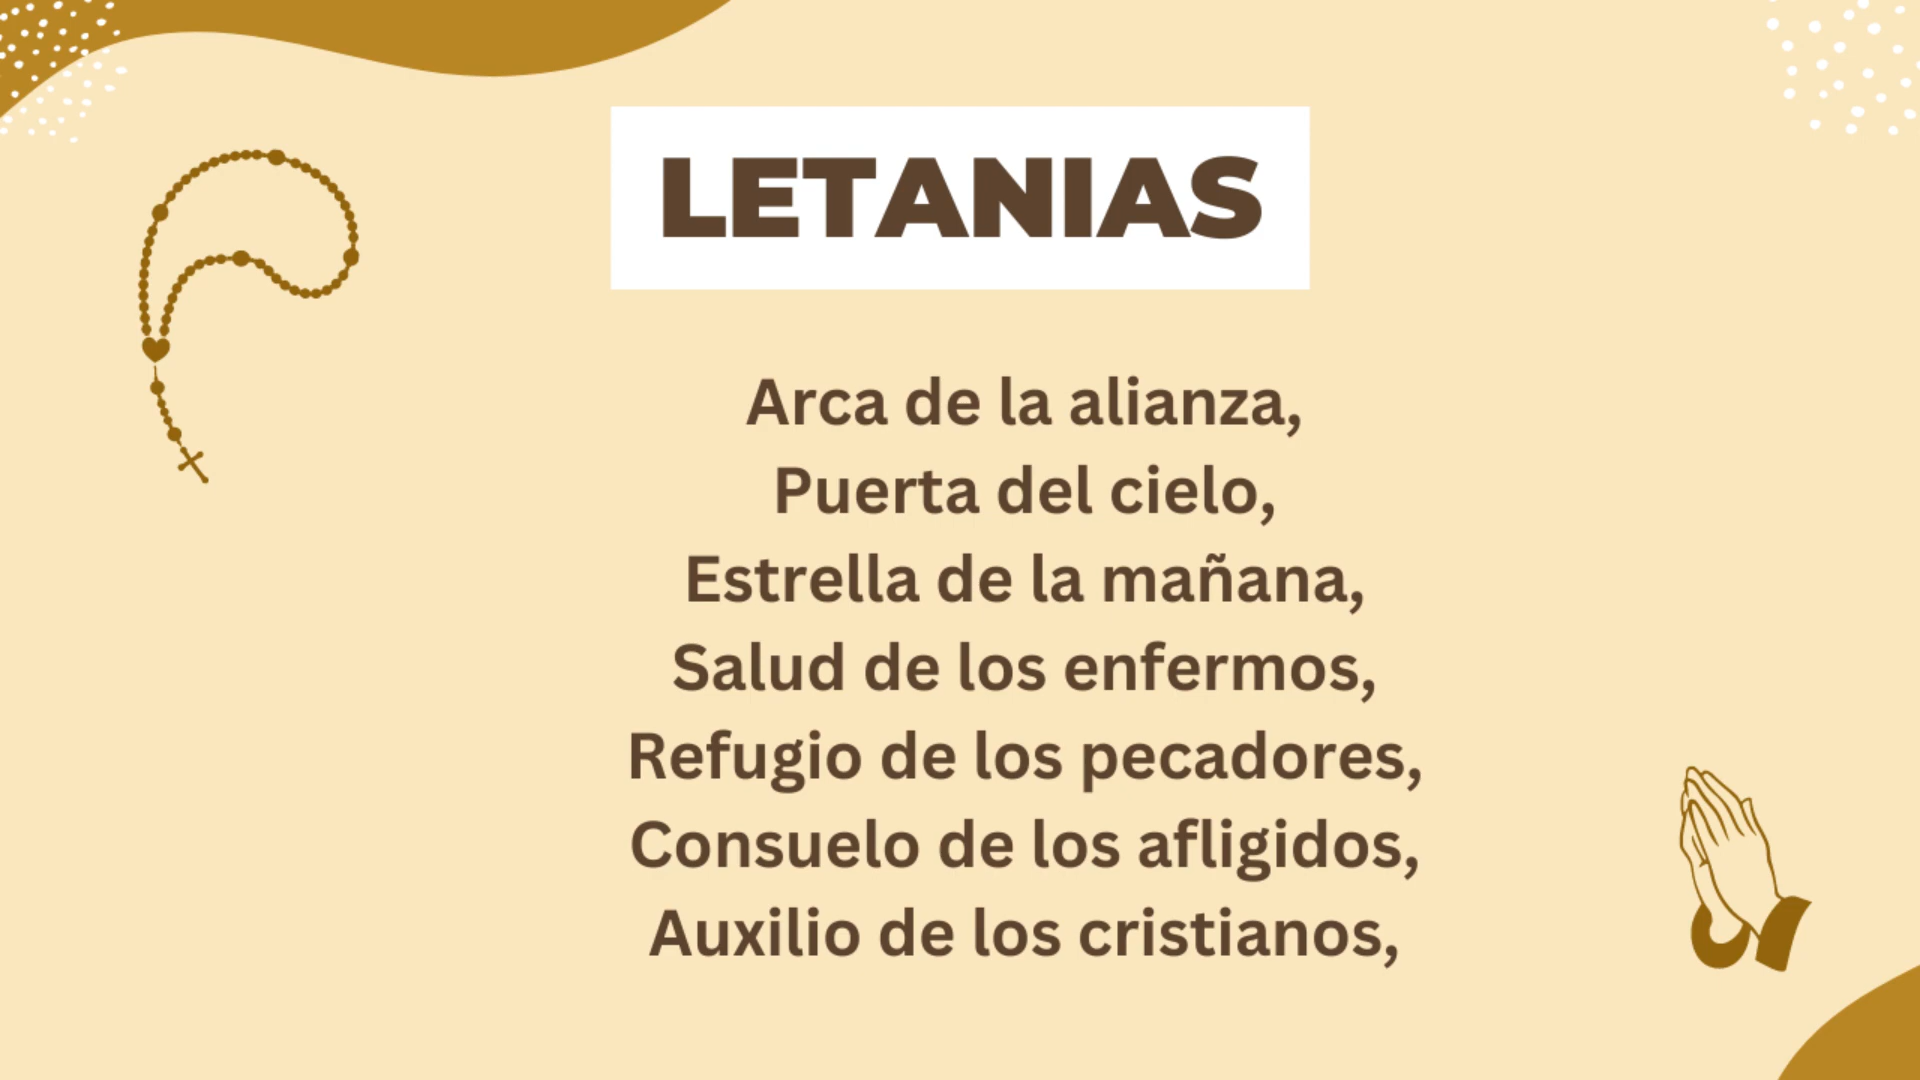 LETANIAS
Arca de la alianza,
Puerta del cielo,
Estrella de la mañana,
Salud de los enfermos,
Refugio de los pecadores,
Consuelo de los afligidos,
Auxilio de los cristianos,